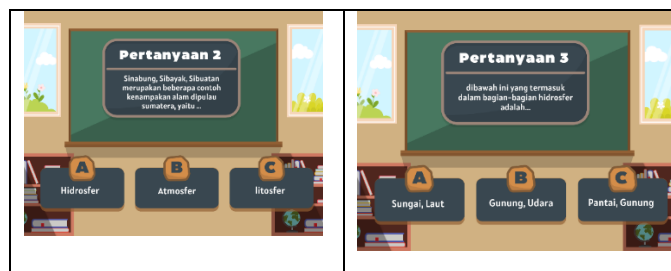 Pertanyaan 2
Sinabung, Sibayak, Sibuatan
merupakan beberapa contoh
kenampakan alam dipulau
sumatera, yaitu ...
A
Hidrosfer
B
Atmosfer
C
litosfer
Pertanyaan 3
dibawah ini yang termasuk
dalam bagian-bagian hidrosfer
adalah...
A
Sungai, Laut
B
Gunung, Udara
C
Pantai, Gunung